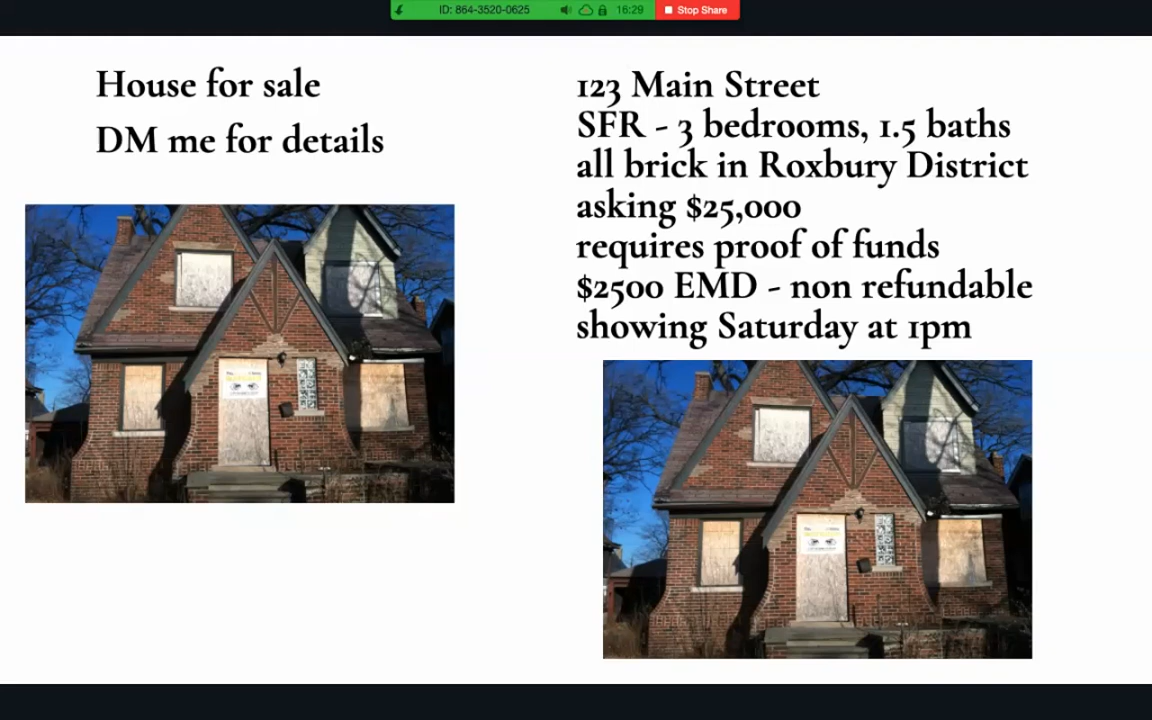 ID: 864-3520-0625
16:29
Stop Share
House for sale
DM me for details
123 Main Street
SFR - 3 bedrooms, 1.5 baths
all brick in Roxbury District
asking $25,000
requires proof of funds
$2500 EMD - non refundable
showing Saturday at 1pm